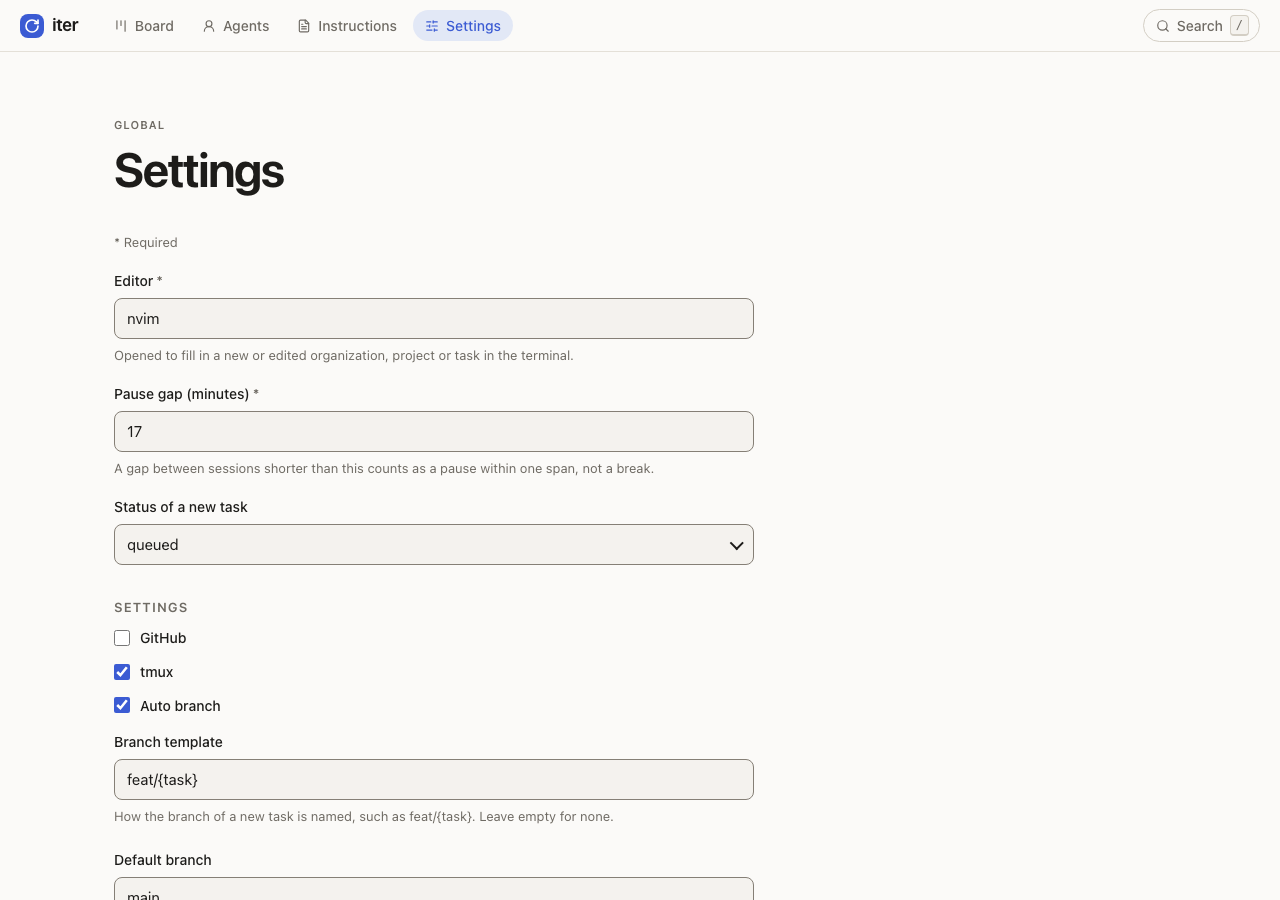 iter
Board
Agents
Instructions
Settings
Search /
GLOBAL
Settings
* Required
Editor *
nvim
Opened to fill in a new or edited organization, project or task in the terminal.
Pause gap (minutes) *
17
A gap between sessions shorter than this counts as a pause within one span, not a break.
Status of a new task
queued
SETTINGS
GitHub
tmux
Auto branch
Branch template
feat/{task}
How the branch of a new task is named, such as feat/{task}. Leave empty for none.
Default branch
main